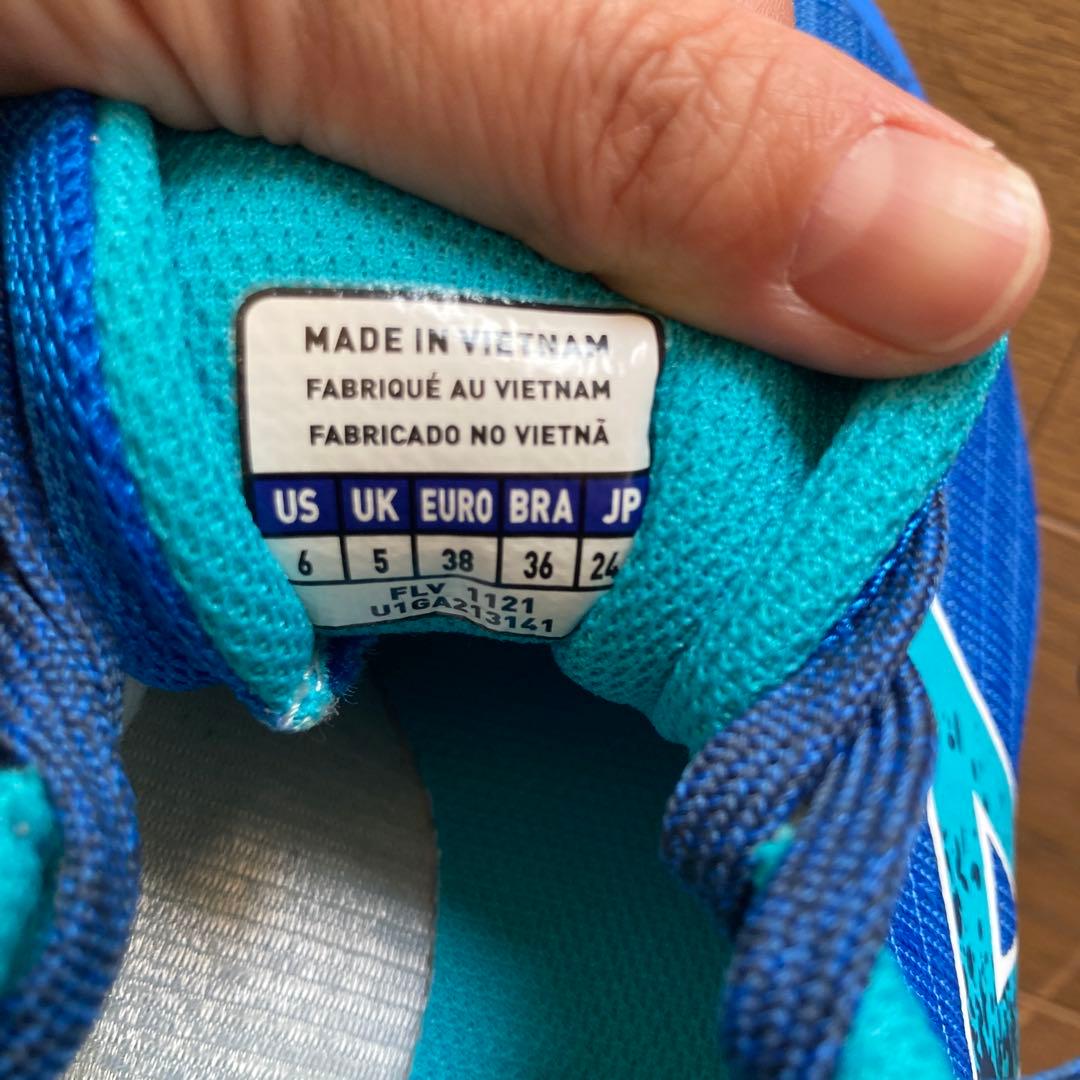 MADE IN VIETNAM
FABRIQUÉ AU VIETNAM
FABRICADO NO VIETNÃ
US UK EURO BRA JP
6 5 38 36 24
FLV 1121
U1GA213141